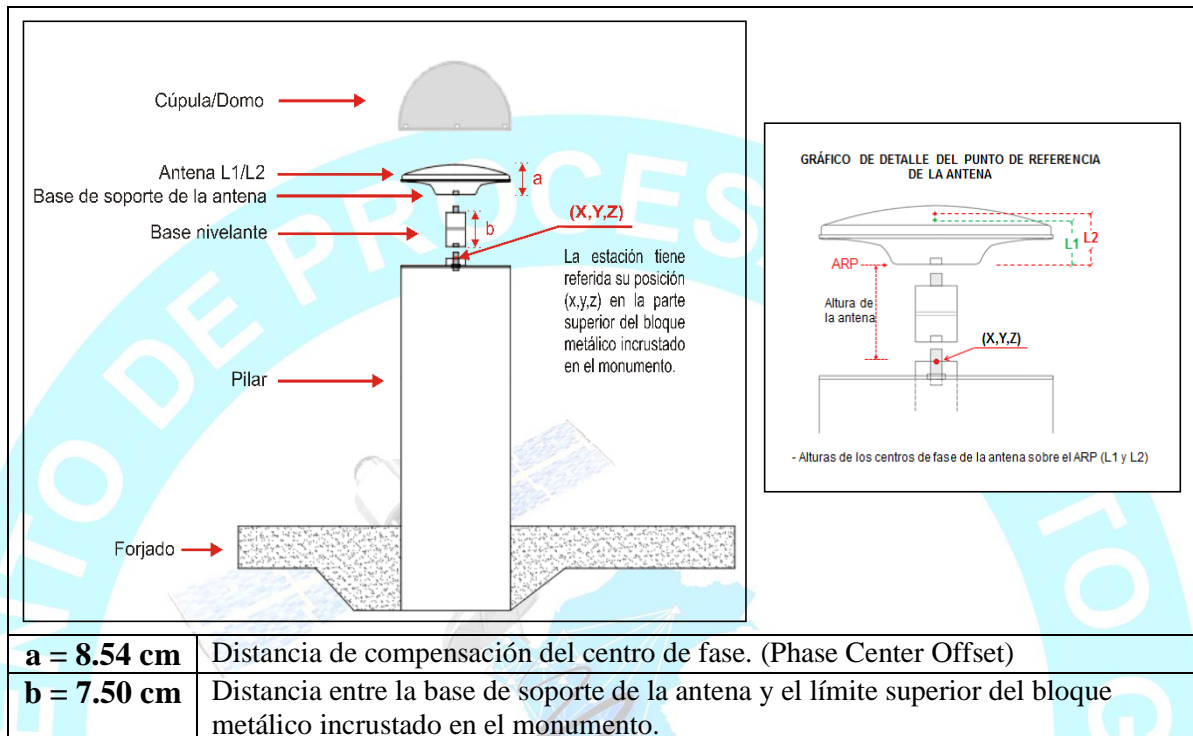 Cúpula/Domo
Antena L1/L2
Base de soporte de la antena
Base nivelante
a
b
(X,Y,Z)
La estación tiene
referida su posición
(x,y,z) en la parte
superior del bloque
metálico incrustado
en el monumento.
Pilar
Forjado
GRÁFICO DE DETALLE DEL PUNTO DE REFERENCIA
DE LA ANTENA
L1
L2
ARP
Altura de
la antena
(X,Y,Z)
- Alturas de los centros de fase de la antena sobre el ARP (L1 y L2)
a = 8.54 cm Distancia de compensación del centro de fase. (Phase Center Offset)
b = 7.50 cm Distancia entre la base de soporte de la antena y el límite superior del bloque
metálico incrustado en el monumento.